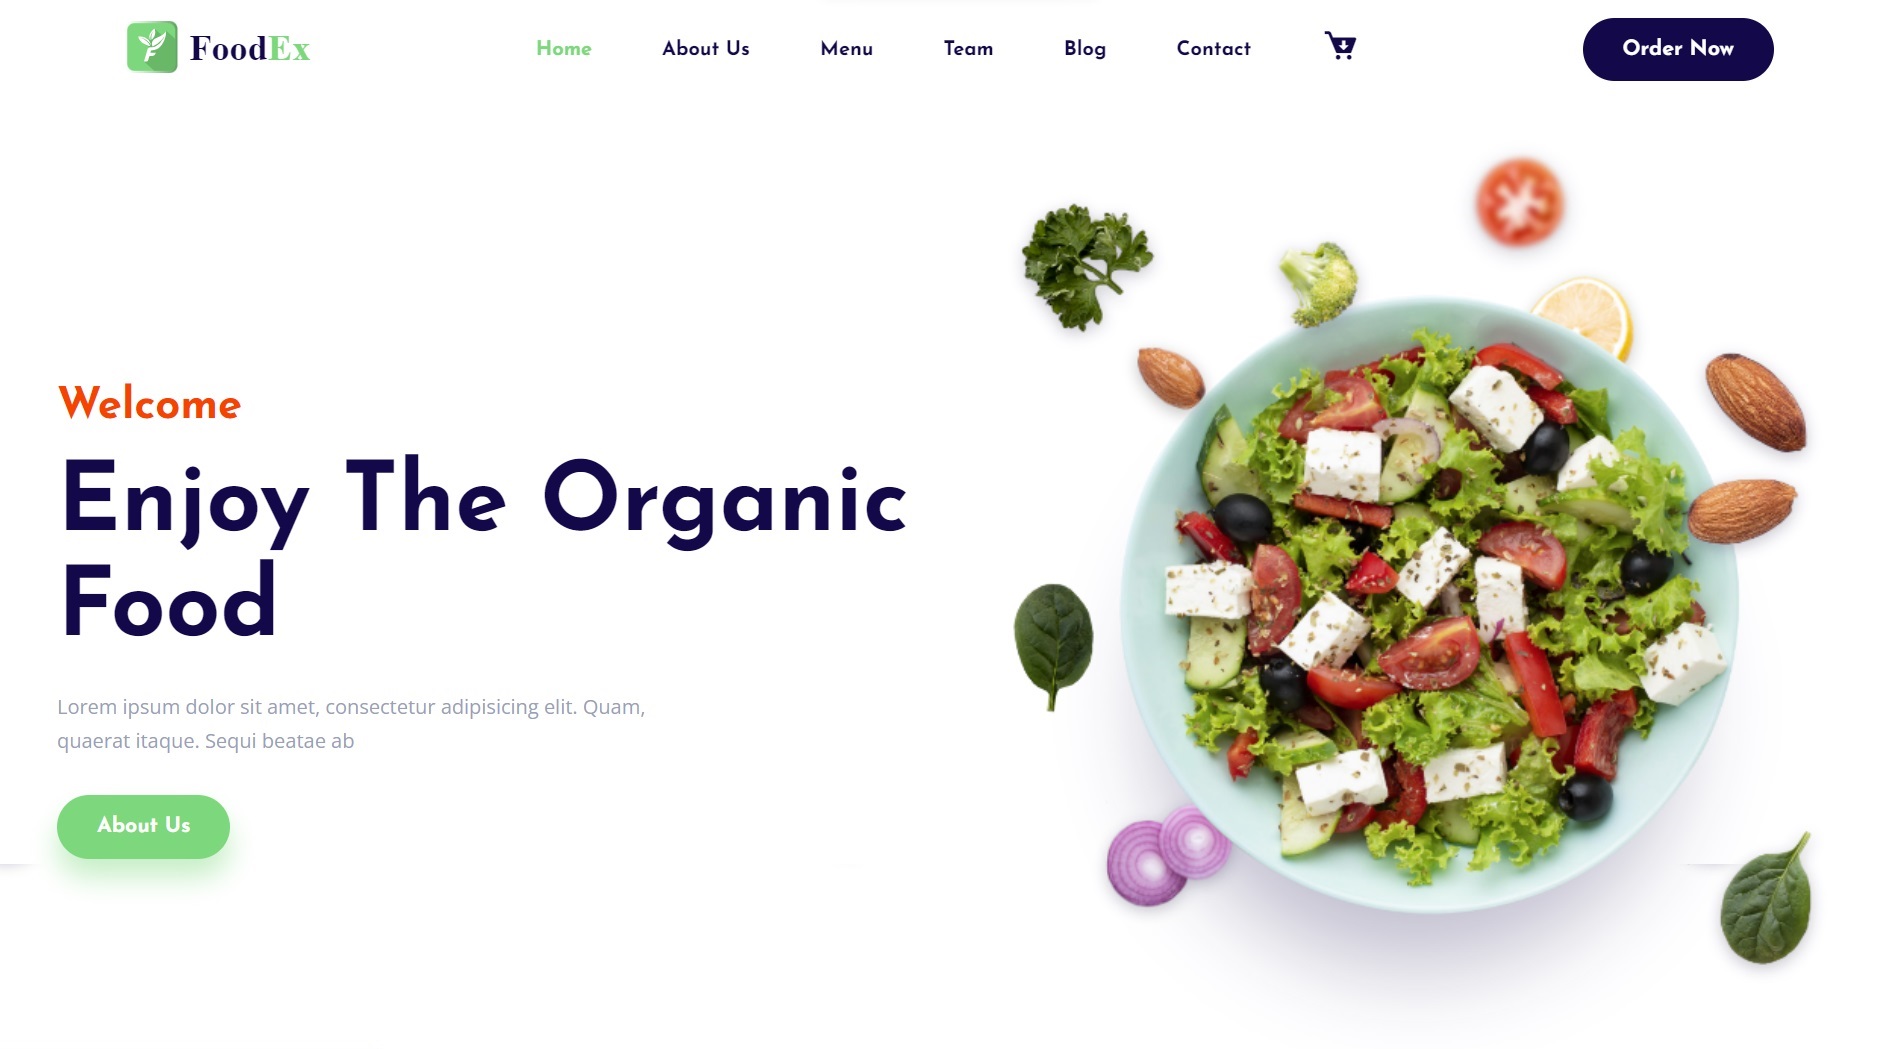 FoodEx
Home About Us Menu Team Blog Contact
Order Now
Welcome
Enjoy The Organic
Food
Lorem ipsum dolor sit amet, consectetur adipisicing elit. Quam,
quaerat itaque. Sequi beatae ab
About Us